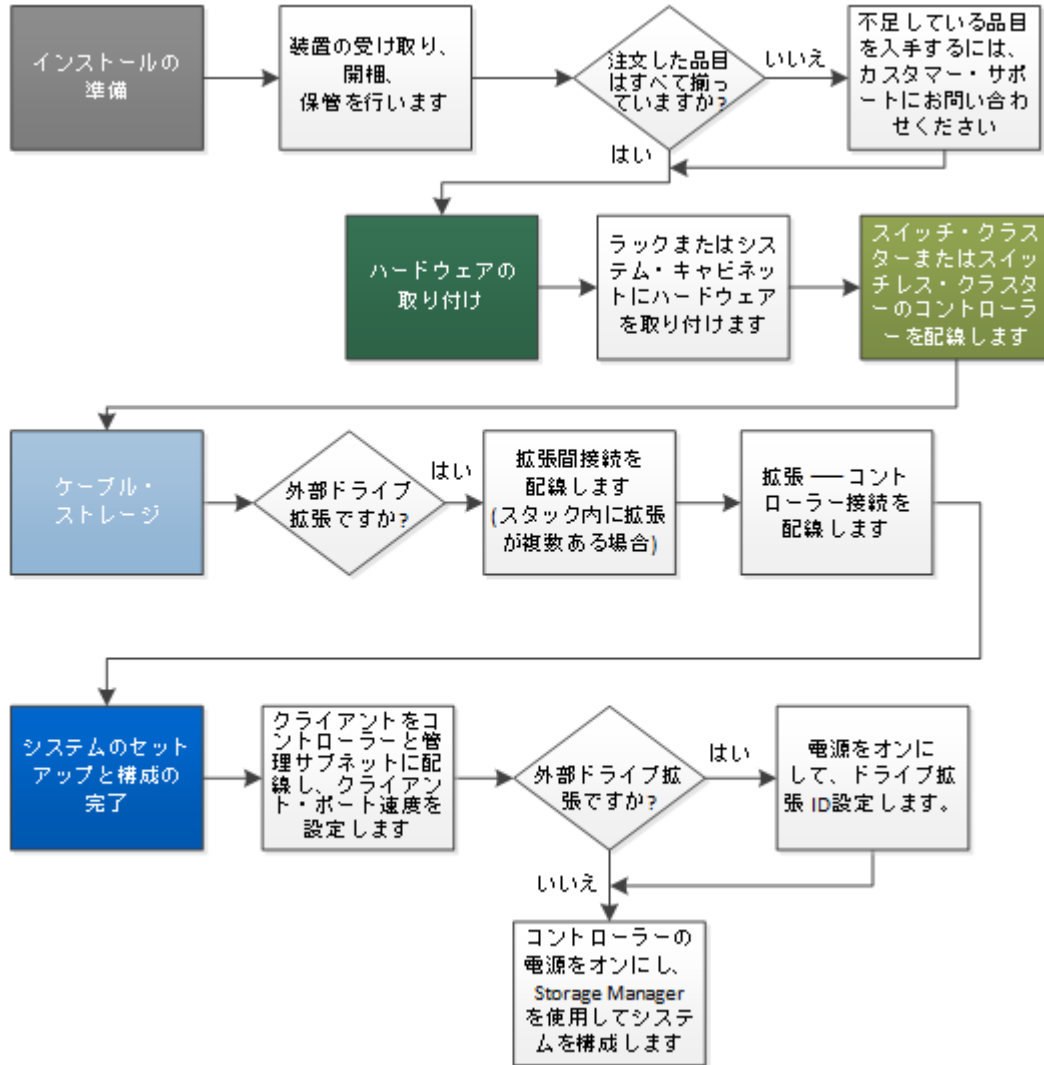 インストールの
準備
装置の受け取り、
開梱、
保管を行います
注文した品目
はすべて揃っ
ていますか?
いいえ
不足している品目
を入手するには、
カスタマー・サポ
ートにお問い合わ
せください
はい
ハードウェアの
取り付け
ラックまたはシス
テム・キャビネッ
トにハードウェア
を取り付けます
スイッチ・クラス
ターまたはスイッ
チレス・クラスタ
ーのコントローラ
ーを配線します
ケーブル・
ストレージ
外部ドライブ
拡張ですか?
はい
拡張間接続を
配線します
(スタック内に拡張
が複数ある場合)
拡張 ── コント
ローラー接続を
配線します
システムのセット
アップと構成の
完了
クライアントをコ
ントローラーと管
理サブネットに配
線し、クライアン
ト・ポート速度を
設定します
外部ドライブ拡
張ですか?
はい
電源をオンに
して、ドライブ拡
張 ID設定します。
いいえ
コントローラーの
電源をオンにし、
Storage Manager
を使用してシステ
ムを構成します